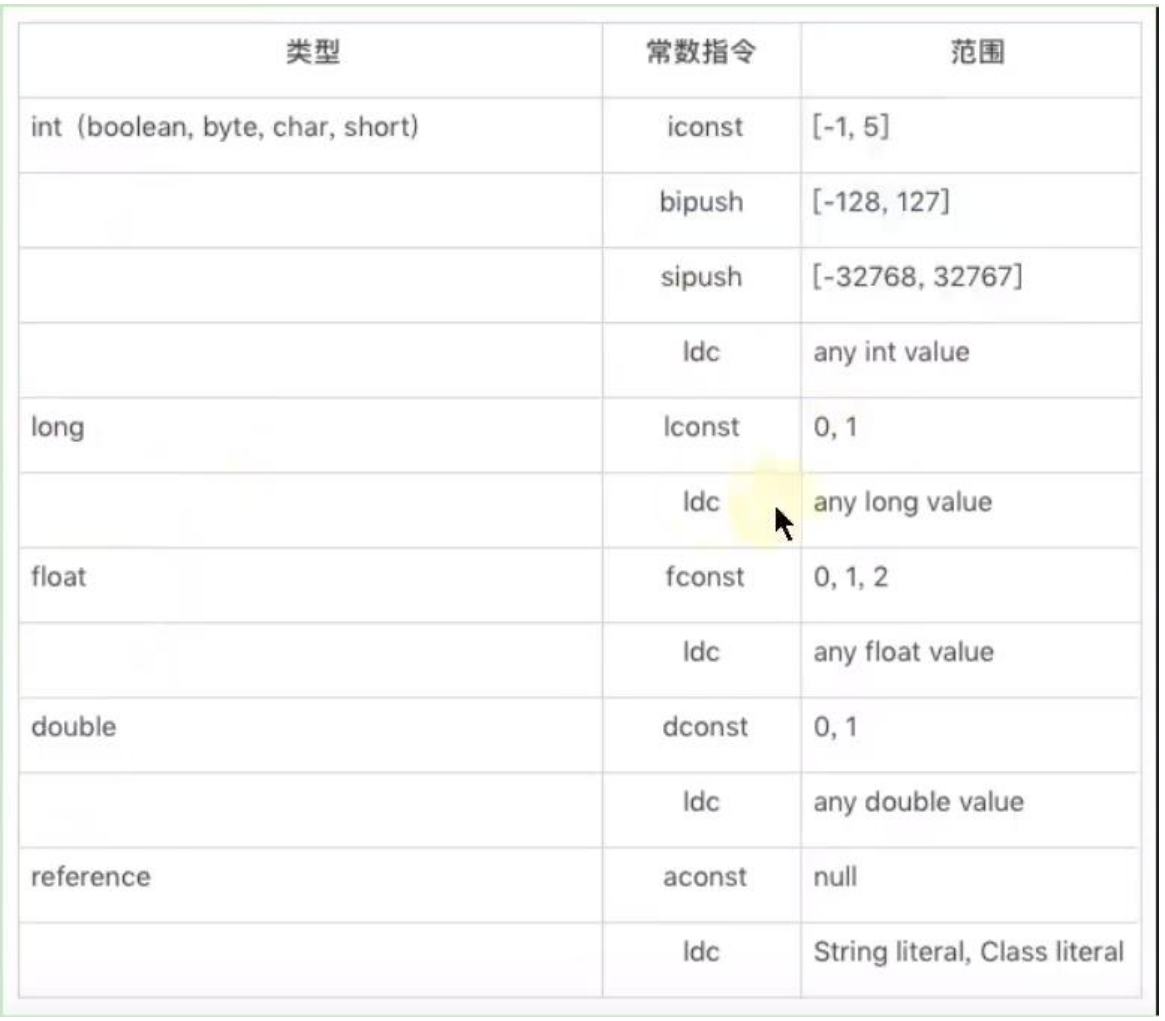 类型 常数指令 范围
int (boolean, byte, char, short) iconst [-1, 5]
bipush [-128, 127]
sipush [-32768, 32767]
ldc any int value
long lconst 0, 1
ldc any long value
float fconst 0, 1, 2
ldc any float value
double dconst 0, 1
ldc any double value
reference aconst null
ldc String literal, Class literal